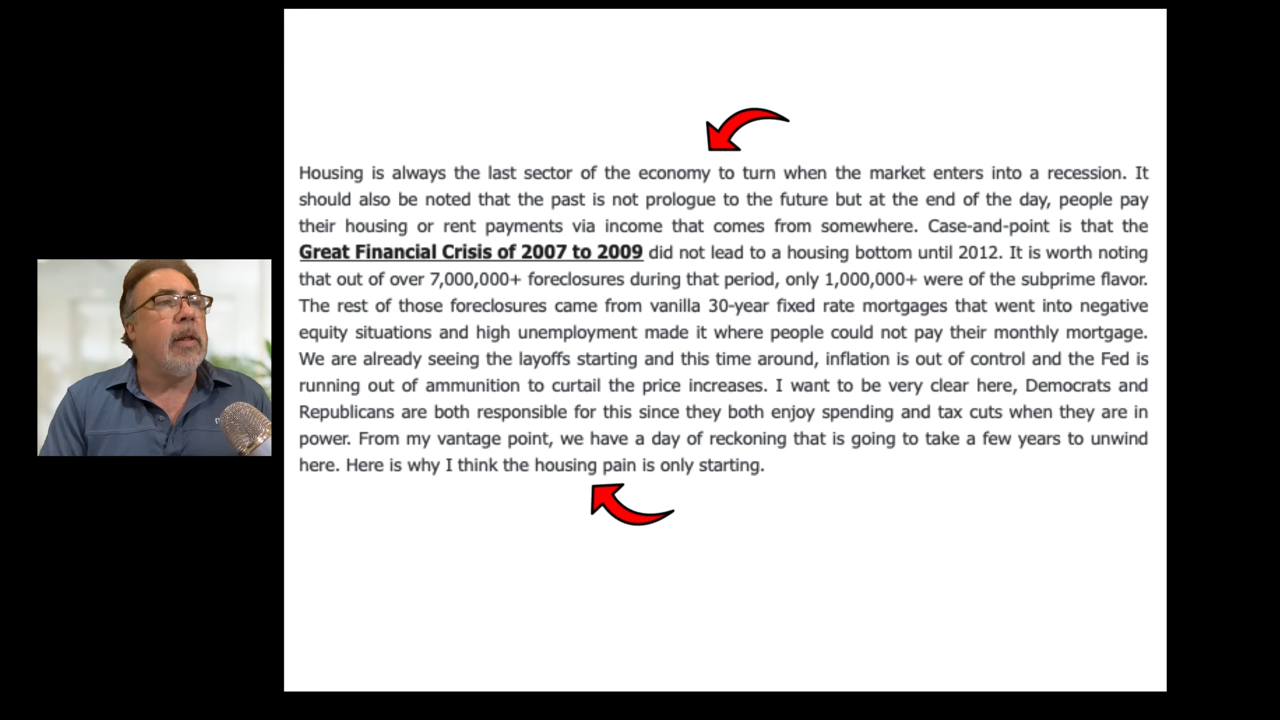 Housing is always the last sector of the economy to turn when the market enters into a recession. It
should also be noted that the past is not prologue to the future but at the end of the day, people pay
their housing or rent payments via income that comes from somewhere. Case-and-point is that the
Great Financial Crisis of 2007 to 2009 did not lead to a housing bottom until 2012. It is worth noting
that out of over 7,000,000+ foreclosures during that period, only 1,000,000+ were of the subprime flavor.
The rest of those foreclosures came from vanilla 30-year fixed rate mortgages that went into negative
equity situations and high unemployment made it where people could not pay their monthly mortgage.
We are already seeing the layoffs starting and this time around, inflation is out of control and the Fed is
running out of ammunition to curtail the price increases. I want to be very clear here, Democrats and
Republicans are both responsible for this since they both enjoy spending and tax cuts when they are in
power. From my vantage point, we have a day of reckoning that is going to take a few years to unwind
here. Here is why I think the housing pain is only starting.